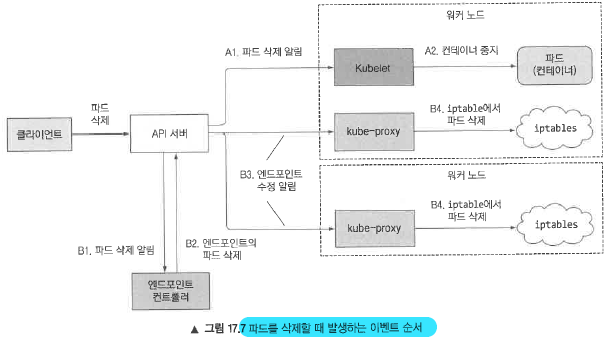 워커 노드
A1. 파드 삭제 알림
Kubelet
A2. 컨테이너 중지
파드
(컨테이너)
파드
삭제
클라이언트
API 서버
kube-proxy
B4. iptable에서
파드 삭제
iptables
B3. 엔드포인트
수정 알림
워커 노드
kube-proxy
B4. iptable에서
파드 삭제
iptables
B1. 파드 삭제 알림
B2. 엔드포인트의
파드 삭제
엔드포인트
컨트롤러
▲ 그림 17.7 파드를 삭제할 때 발생하는 이벤트 순서